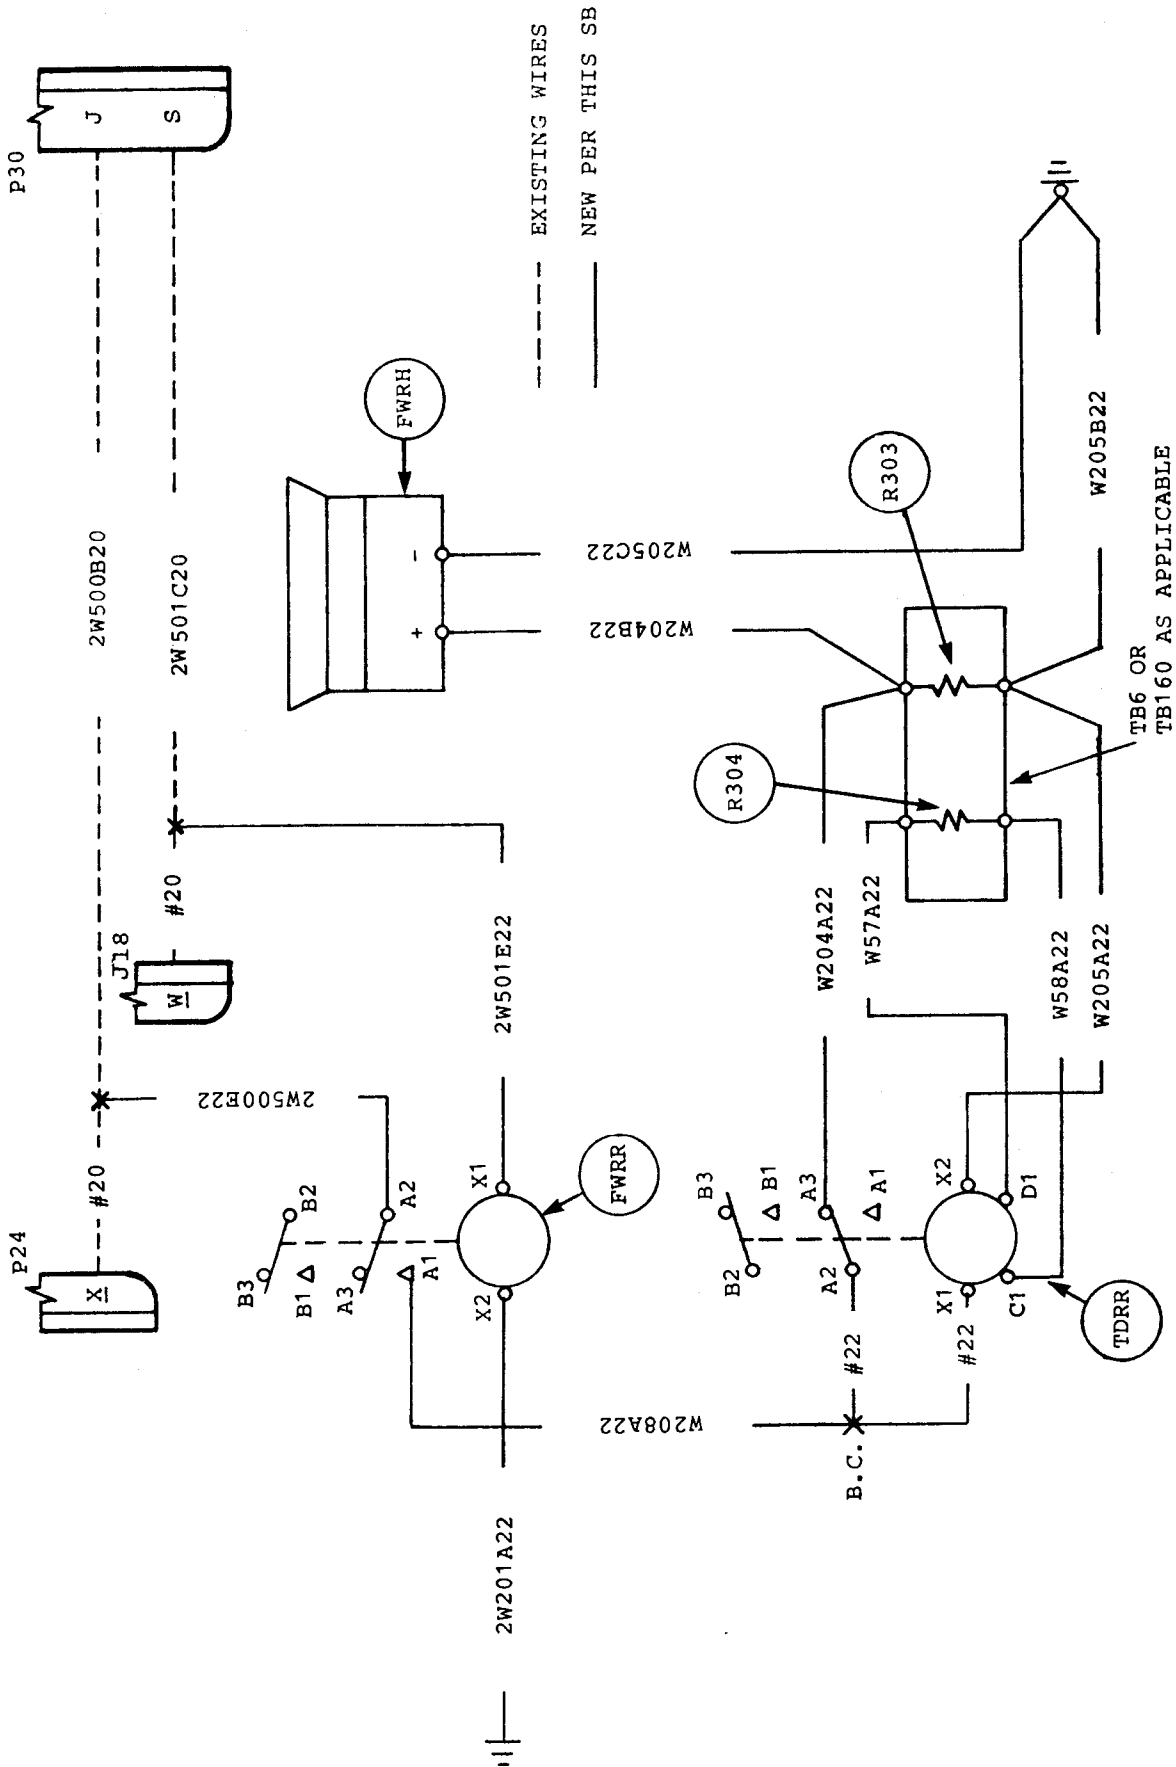 P24
X
#20
2W500B20
P30
J
S
J18
W
#20
2W501C20
2W500E22
B3
B2
B1
A3
A2
A1
X2
X1
FWRR
2W501E22
2W201A22
FWRH
+
-
EXISTING WIRES
NEW PER THIS SB
W208A22
W204B22
W205C22
B2
B3
B1
A2
A3
A1
B.C.
#22
#22
X1
X2
C1
D1
TDRR
W204A22
W57A22
W58A22
W205A22
R304
R303
W205B22
TB6 OR
TB160 AS APPLICABLE